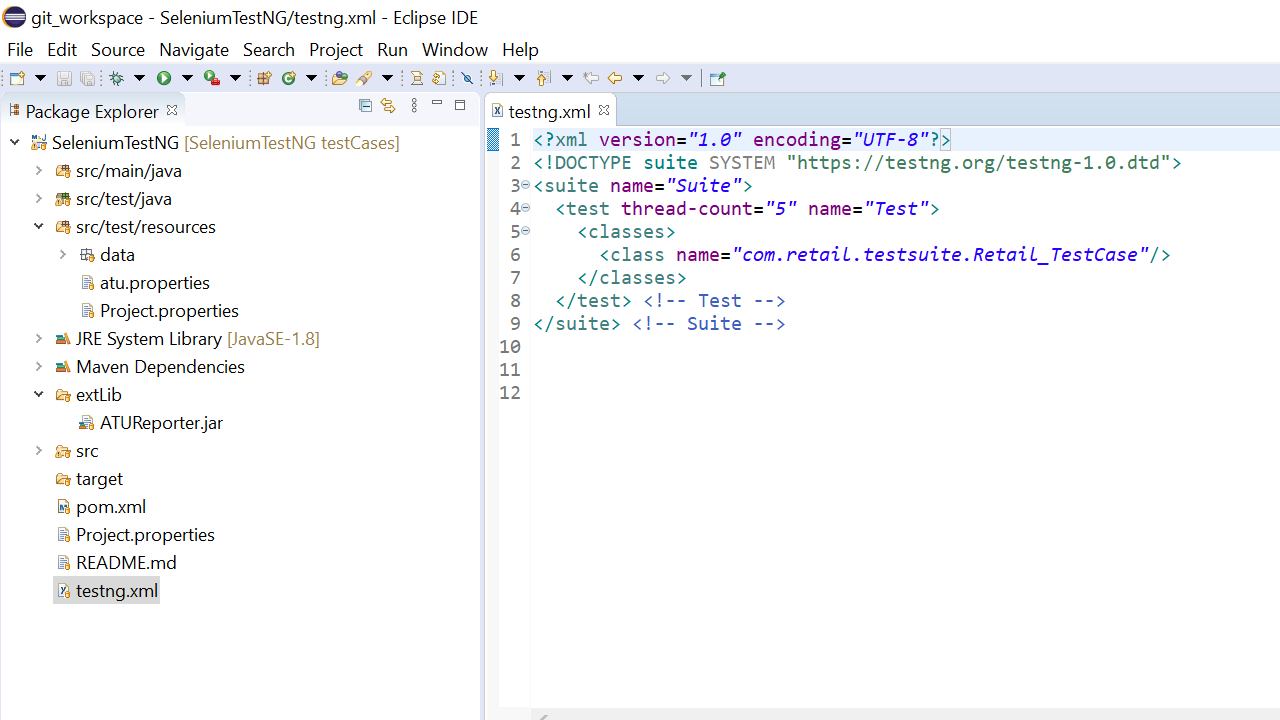 git_workspace - SeleniumTestNG/testng.xml - Eclipse IDE
File Edit Source Navigate Search Project Run Window Help
Package Explorer
SeleniumTestNG [SeleniumTestNG testCases]
src/main/java
src/test/java
src/test/resources
data
atu.properties
Project.properties
JRE System Library [JavaSE-1.8]
Maven Dependencies
extLib
ATUReporter.jar
src
target
pom.xml
Project.properties
README.md
testng.xml
testng.xml
1 <?xml version="1.0" encoding="UTF-8"?>
2 <!DOCTYPE suite SYSTEM "https://testng.org/testng-1.0.dtd">
3 <suite name="Suite">
4 <test thread-count="5" name="Test">
5 <classes>
6 <class name="com.retail.testsuite.Retail_TestCase"/>
7 </classes>
8 </test> <!-- Test -->
9 </suite> <!-- Suite -->
10
11
12